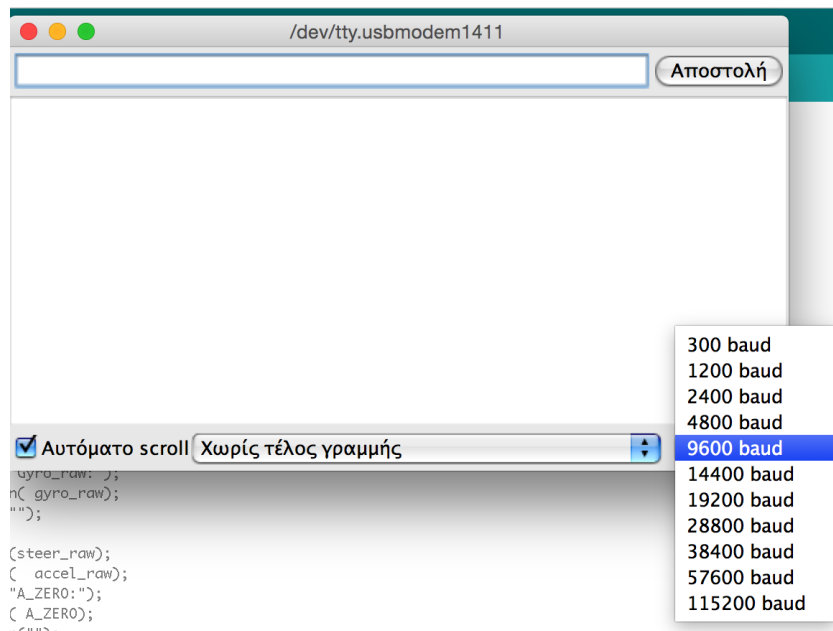 /dev/tty.usbmodem1411
Αποστολή
300 baud
1200 baud
2400 baud
4800 baud
Αυτόματο scroll Χωρίς τέλος γραμμής 9600 baud
14400 baud
n( gyro_raw); 19200 baud
""); 28800 baud
38400 baud
(steer_raw);
( accel_raw); 57600 baud
"A_ZERO:"); 115200 baud
( A_ZERO);